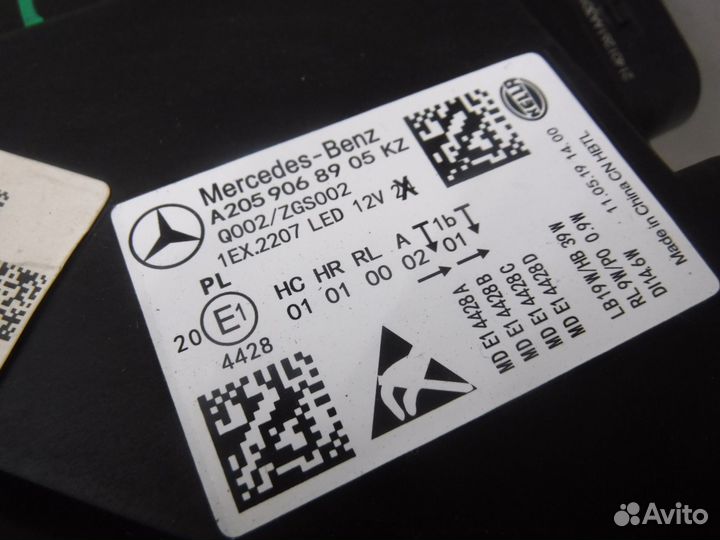 Mercedes-Benz
A205 906 89 05 KZ
Q002/ZGS002
1EX.2207 LED 12V
PL
HC HR RL A 1b
01 01 00 02 01
20 E1
4428
MD E1 4428A
MD E1 4428B
MD E1 4428C
MD E1 4428D
LB19W/HB 39W
RL 9W/PO 0.9W
DI14.6W
11.05.19 14:00
Made in China CN HBTL
HELLA
Avito